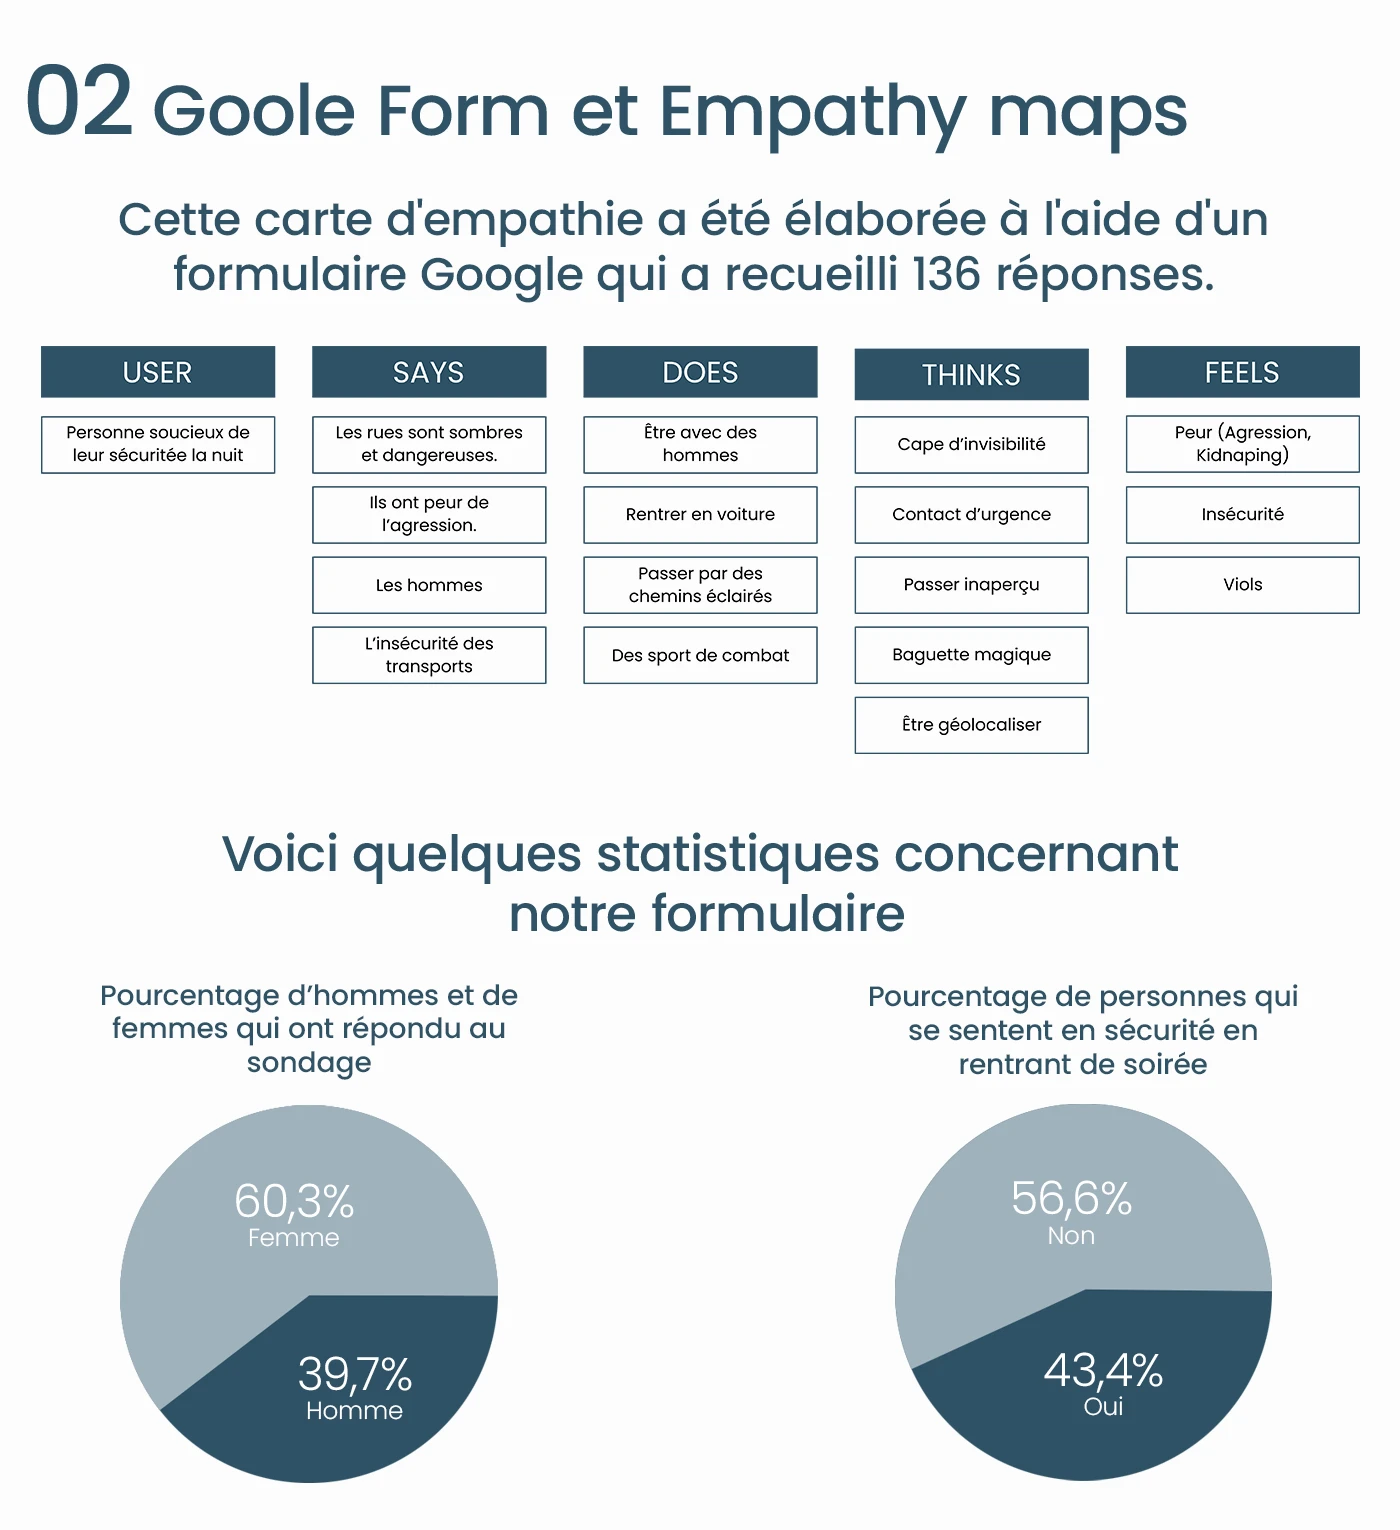 02 Goole Form et Empathy maps
Cette carte d'empathie a été élaborée à l'aide d'un
formulaire Google qui a recueilli 136 réponses.
USER
Personne soucieux de
leur sécuritée la nuit
SAYS
Les rues sont sombres
et dangereuses.
Ils ont peur de
l’agression.
Les hommes
L’insécurité des
transports
DOES
Être avec des
hommes
Rentrer en voiture
Passer par des
chemins éclairés
Des sport de combat
THINKS
Cape d’invisibilité
Contact d’urgence
Passer inaperçu
Baguette magique
Être géolocaliser
FEELS
Peur (Agression,
Kidnaping)
Insécurité
Viols
Voici quelques statistiques concernant
notre formulaire
Pourcentage d’hommes et de
femmes qui ont répondu au
sondage
60,3%
Femme
39,7%
Homme
Pourcentage de personnes qui
se sentent en sécurité en
rentrant de soirée
56,6%
Non
43,4%
Oui